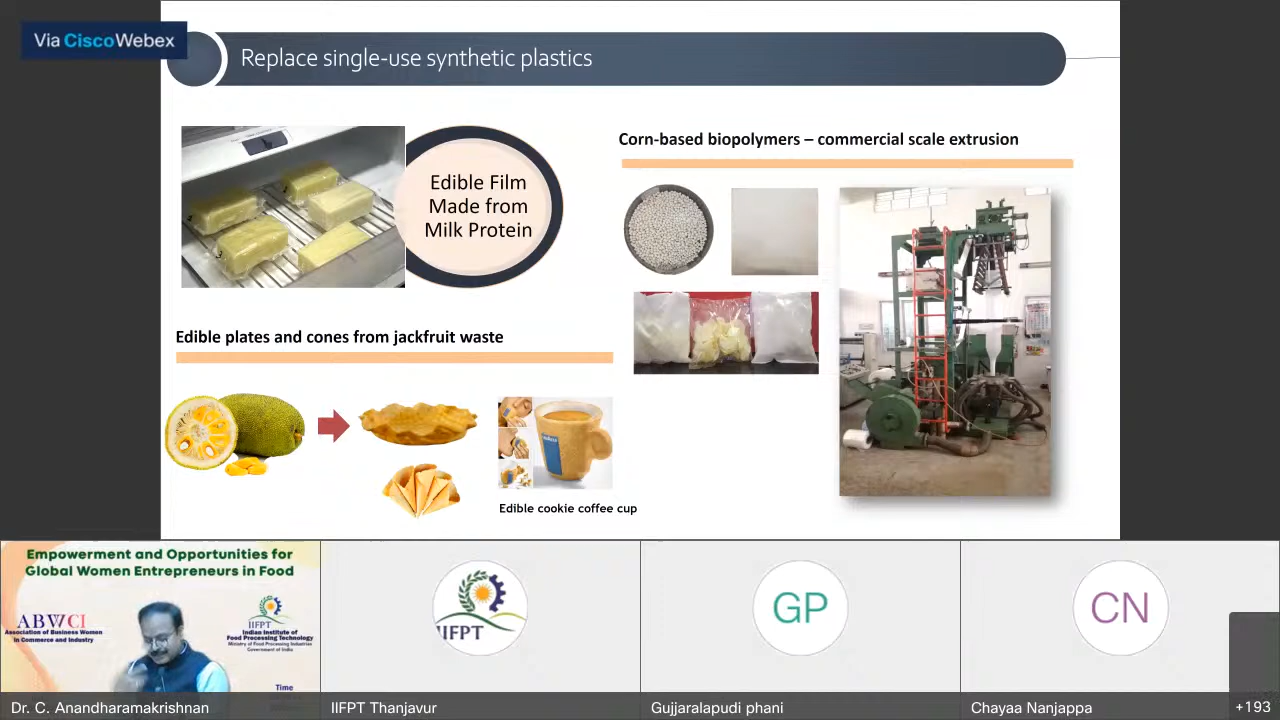 Via Cisco Webex
Replace single-use synthetic plastics
Edible Film
Made from
Milk Protein
Corn-based biopolymers – commercial scale extrusion
Edible plates and cones from jackfruit waste
Edible cookie coffee cup
Empowerment and Opportunities for
Global Women Entrepreneurs in Food
ABWCI
Association of Business Women
in Commerce and Industry
IIFPT
Indian Institute of
Food Processing Technology
Ministry of Food Processing Industries
Government of India
Time
IIFPT
GP
CN
Dr. C. Anandharamakrishnan
IIFPT Thanjavur
Gujjaralapudi phani
Chayaa Nanjappa
+193